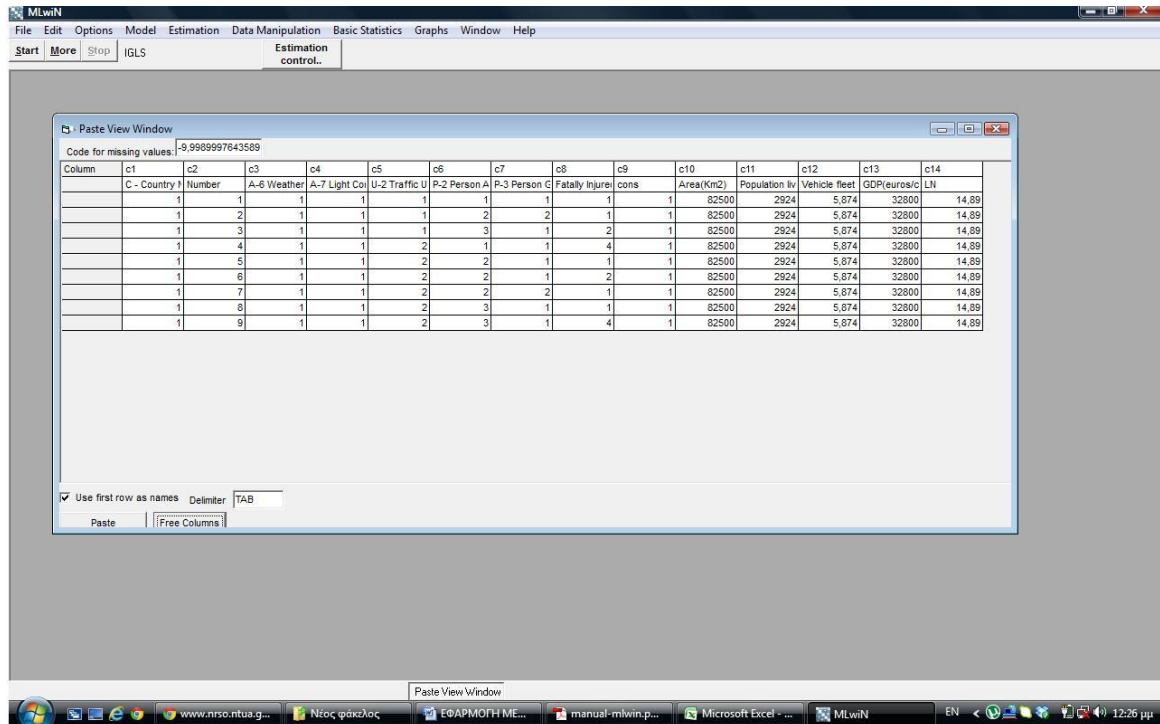 MLwiN
File Edit Options Model Estimation Data Manipulation Basic Statistics Graphs Window Help
Start More Stop IGLS Estimation control..
Paste View Window
Code for missing values: -9,9989997643589
Column c1 c2 c3 c4 c5 c6 c7 c8 c9 c10 c11 c12 c13 c14
C - Country N Number A-6 Weather A-7 Light Co U-2 Traffic U P-2 Person A P-3 Person G Fatally Injure cons Area(Km2) Population liv Vehicle fleet GDP(euros/c LN
1 1 1 1 1 1 1 1 1 82500 2924 5,874 32800 14,89
1 2 1 1 1 2 2 1 1 82500 2924 5,874 32800 14,89
1 3 1 1 1 3 1 2 1 82500 2924 5,874 32800 14,89
1 4 1 1 2 1 1 4 1 82500 2924 5,874 32800 14,89
1 5 1 1 2 2 1 1 1 82500 2924 5,874 32800 14,89
1 6 1 1 2 2 1 2 1 82500 2924 5,874 32800 14,89
1 7 1 1 2 2 2 1 1 82500 2924 5,874 32800 14,89
1 8 1 1 2 3 1 1 1 82500 2924 5,874 32800 14,89
1 9 1 1 2 3 1 4 1 82500 2924 5,874 32800 14,89
Use first row as names Delimiter TAB
Paste Free Columns
Paste View Window
www.nrso.ntua.g... Νέος φάκελος ΕΦΑΡΜΟΓΗ ΜΕ... manual-mlwin.p... Microsoft Excel - ... MLwiN EN 12:26 μμ